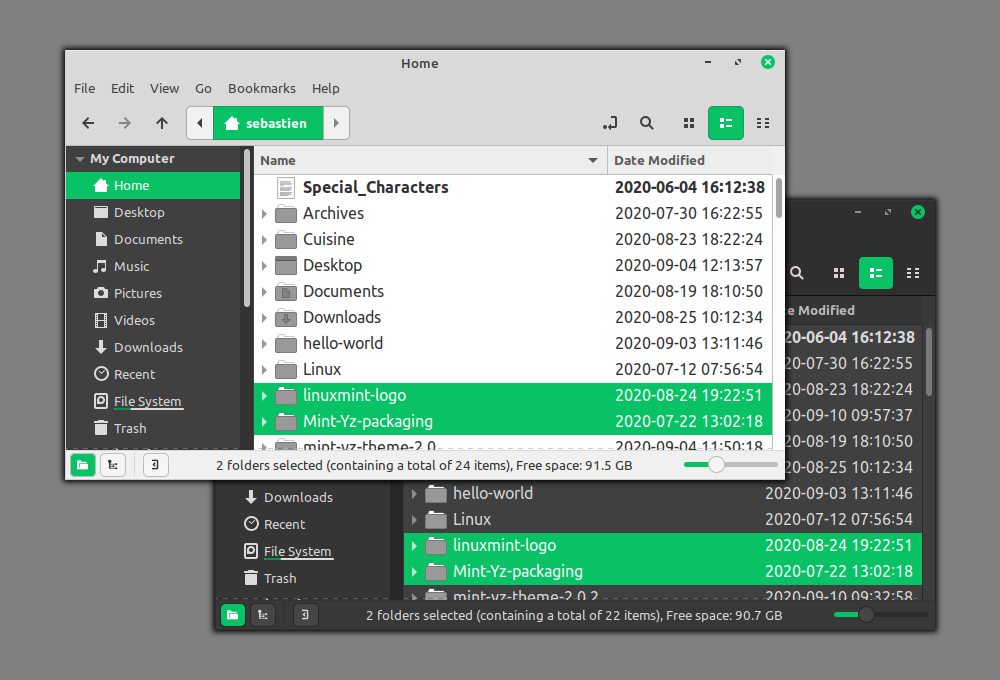 Home
File Edit View Go Bookmarks Help
sebastien
My Computer
Home
Desktop
Documents
Music
Pictures
Videos
Downloads
Recent
File System
Trash
Name Date Modified
Special_Characters 2020-06-04 16:12:38
Archives 2020-07-30 16:22:55
Cuisine 2020-08-23 18:22:24
Desktop 2020-09-04 12:13:57
Documents 2020-08-19 18:10:50
Downloads 2020-08-25 10:12:34
hello-world 2020-09-03 13:11:46
Linux 2020-07-12 07:56:54
linuxmint-logo 2020-08-24 19:22:51
Mint-Yz-packaging 2020-07-22 13:02:18
mint-yz-theme-2.0 2020-09-04 11:50:18
2 folders selected (containing a total of 24 items), Free space: 91.5 GB
Modified
20-06-04 16:12:38
20-07-30 16:22:55
20-08-23 18:22:24
20-09-10 09:57:37
20-08-19 18:10:50
20-08-25 10:12:34
Downloads
Recent
File System
Trash
hello-world 2020-09-03 13:11:46
Linux 2020-07-12 07:56:54
linuxmint-logo 2020-08-24 19:22:51
Mint-Yz-packaging 2020-07-22 13:02:18
mint-yz-theme-2.0.2 2020-09-10 09:32:58
2 folders selected (containing a total of 22 items), Free space: 90.7 GB